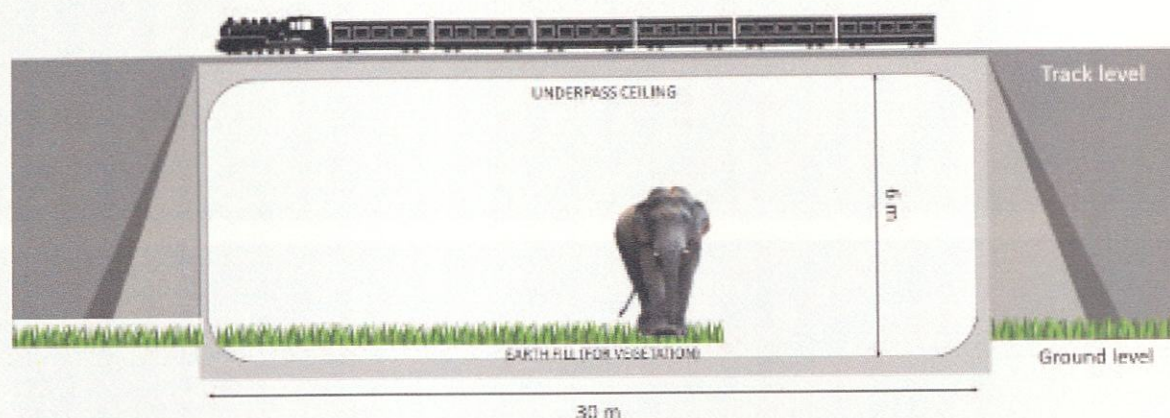 Track level
UNDERPASS CEILING
6 m
EARTH FILL (FOR VEGETATION)
Ground level
30 m